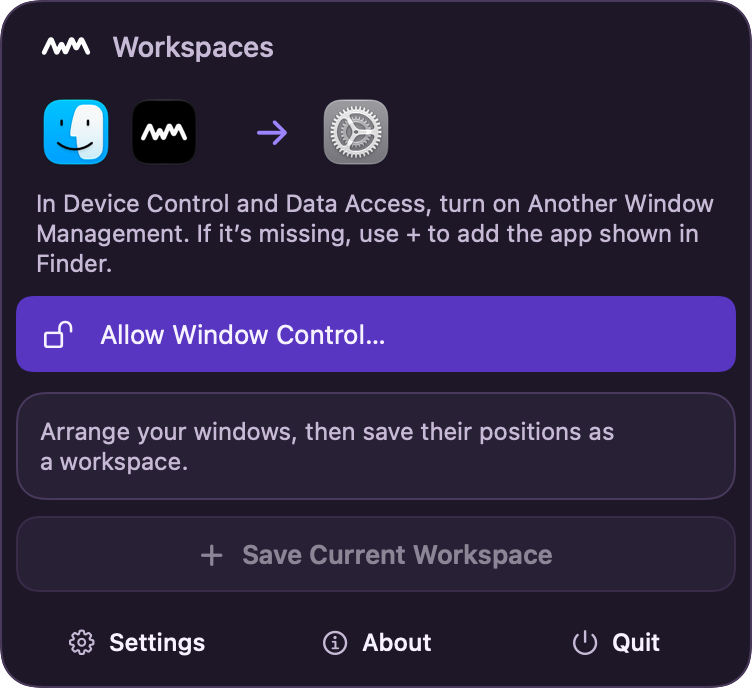 Workspaces
In Device Control and Data Access, turn on Another Window
Management. If it’s missing, use + to add the app shown in
Finder.
Allow Window Control...
Arrange your windows, then save their positions as
a workspace.
+ Save Current Workspace
Settings
About
Quit